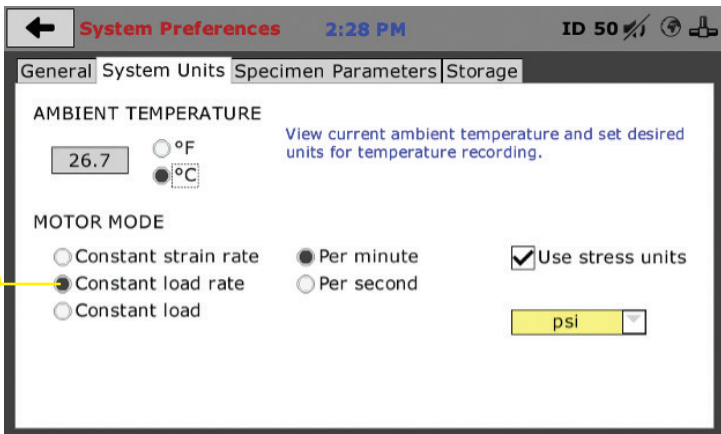 System Preferences 2:28 PM ID 50
General System Units Specimen Parameters Storage
AMBIENT TEMPERATURE
View current ambient temperature and set desired
units for temperature recording.
26.7
°F
°C
MOTOR MODE
Constant strain rate
Constant load rate
Constant load
Per minute
Per second
Use stress units
psi